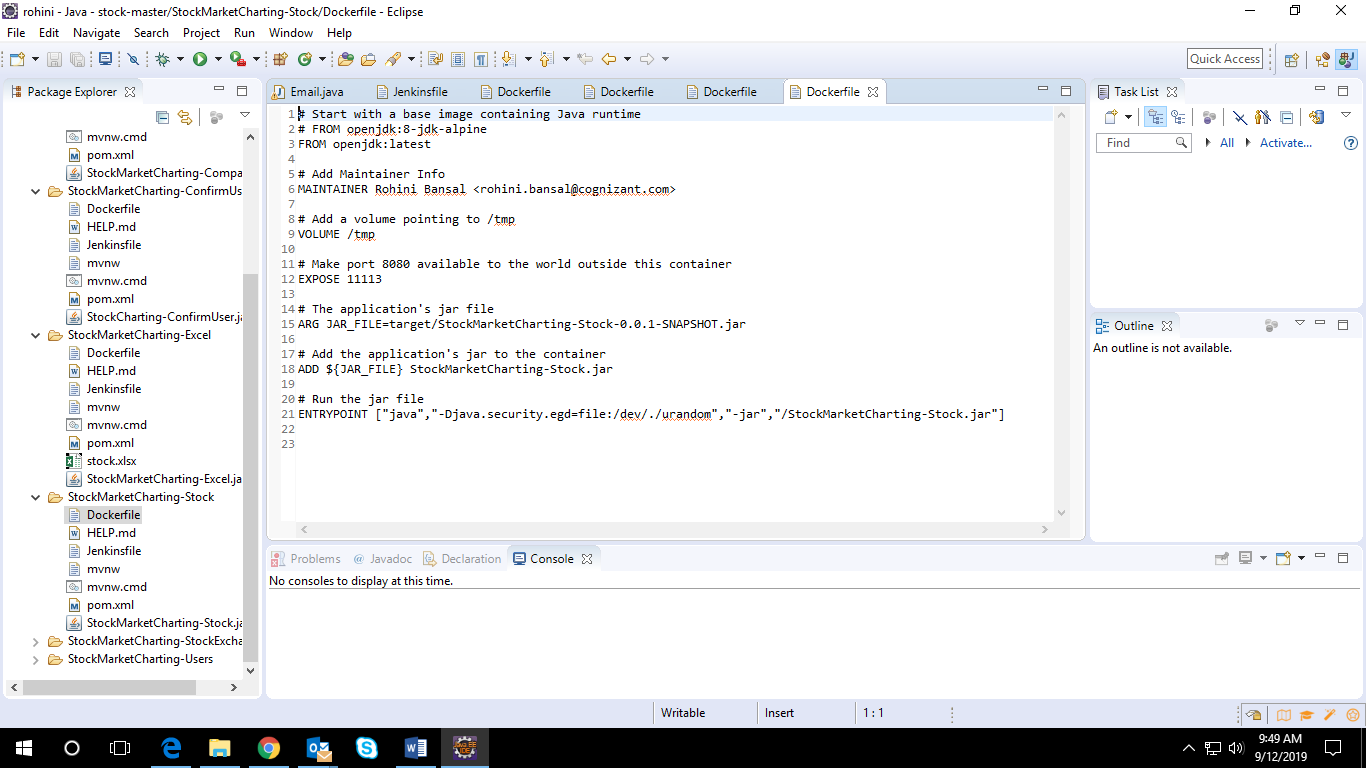 rohini - Java - stock-master/StockMarketCharting-Stock/Dockerfile - Eclipse
File Edit Navigate Search Project Run Window Help
Quick Access
Package Explorer
mvnw.cmd
pom.xml
StockMarketCharting-Compa
StockMarketCharting-ConfirmUs
Dockerfile
HELP.md
Jenkinsfile
mvnw
mvnw.cmd
pom.xml
StockCharting-ConfirmUser.ja
StockMarketCharting-Excel
Dockerfile
HELP.md
Jenkinsfile
mvnw
mvnw.cmd
pom.xml
stock.xlsx
StockMarketCharting-Excel.ja
StockMarketCharting-Stock
Dockerfile
HELP.md
Jenkinsfile
mvnw
mvnw.cmd
pom.xml
StockMarketCharting-Stock.ja
StockMarketCharting-StockExcha
StockMarketCharting-Users
Email.java Jenkinsfile Dockerfile Dockerfile Dockerfile Dockerfile
1 # Start with a base image containing Java runtime
2 # FROM openjdk:8-jdk-alpine
3 FROM openjdk:latest
4
5 # Add Maintainer Info
6 MAINTAINER Rohini Bansal <rohini.bansal@cognizant.com>
7
8 # Add a volume pointing to /tmp
9 VOLUME /tmp
10
11 # Make port 8080 available to the world outside this container
12 EXPOSE 11113
13
14 # The application's jar file
15 ARG JAR_FILE=target/StockMarketCharting-Stock-0.0.1-SNAPSHOT.jar
16
17 # Add the application's jar to the container
18 ADD ${JAR_FILE} StockMarketCharting-Stock.jar
19
20 # Run the jar file
21 ENTRYPOINT ["java","-Djava.security.egd=file:/dev/./urandom","-jar","/StockMarketCharting-Stock.jar"]
22
23
Task List
Find All Activate...
Outline
An outline is not available.
Problems @ Javadoc Declaration Console
No consoles to display at this time.
Writable Insert 1 : 1
9:49 AM
9/12/2019